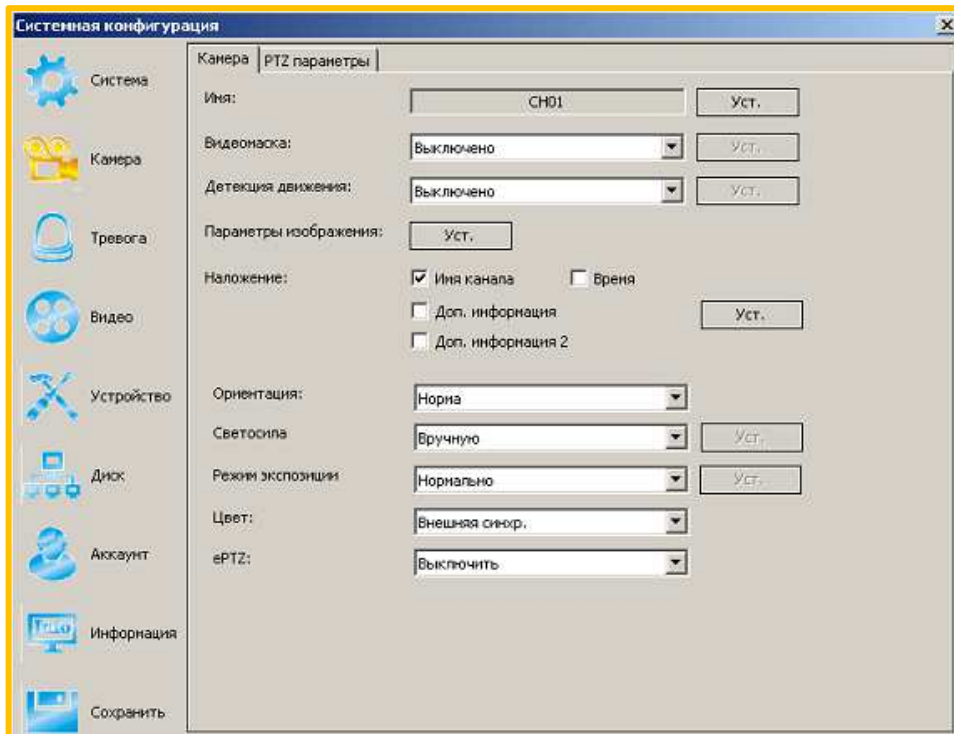 Системная конфигурация
Система
Камера
Тревога
Видео
Устройство
Диск
Аккаунт
Информация
Сохранить
Камера PTZ параметры
Имя: CH01 Уст.
Видеомаска: Выключено Уст.
Детекция движения: Выключено Уст.
Параметры изображения: Уст.
Наложение: Имя канала Время
Доп. информация Уст.
Доп. информация 2
Ориентация: Норма
Светосила Вручную Уст.
Режим экспозиции Нормально Уст.
Цвет: Внешняя синхр.
ePTZ: Выключить